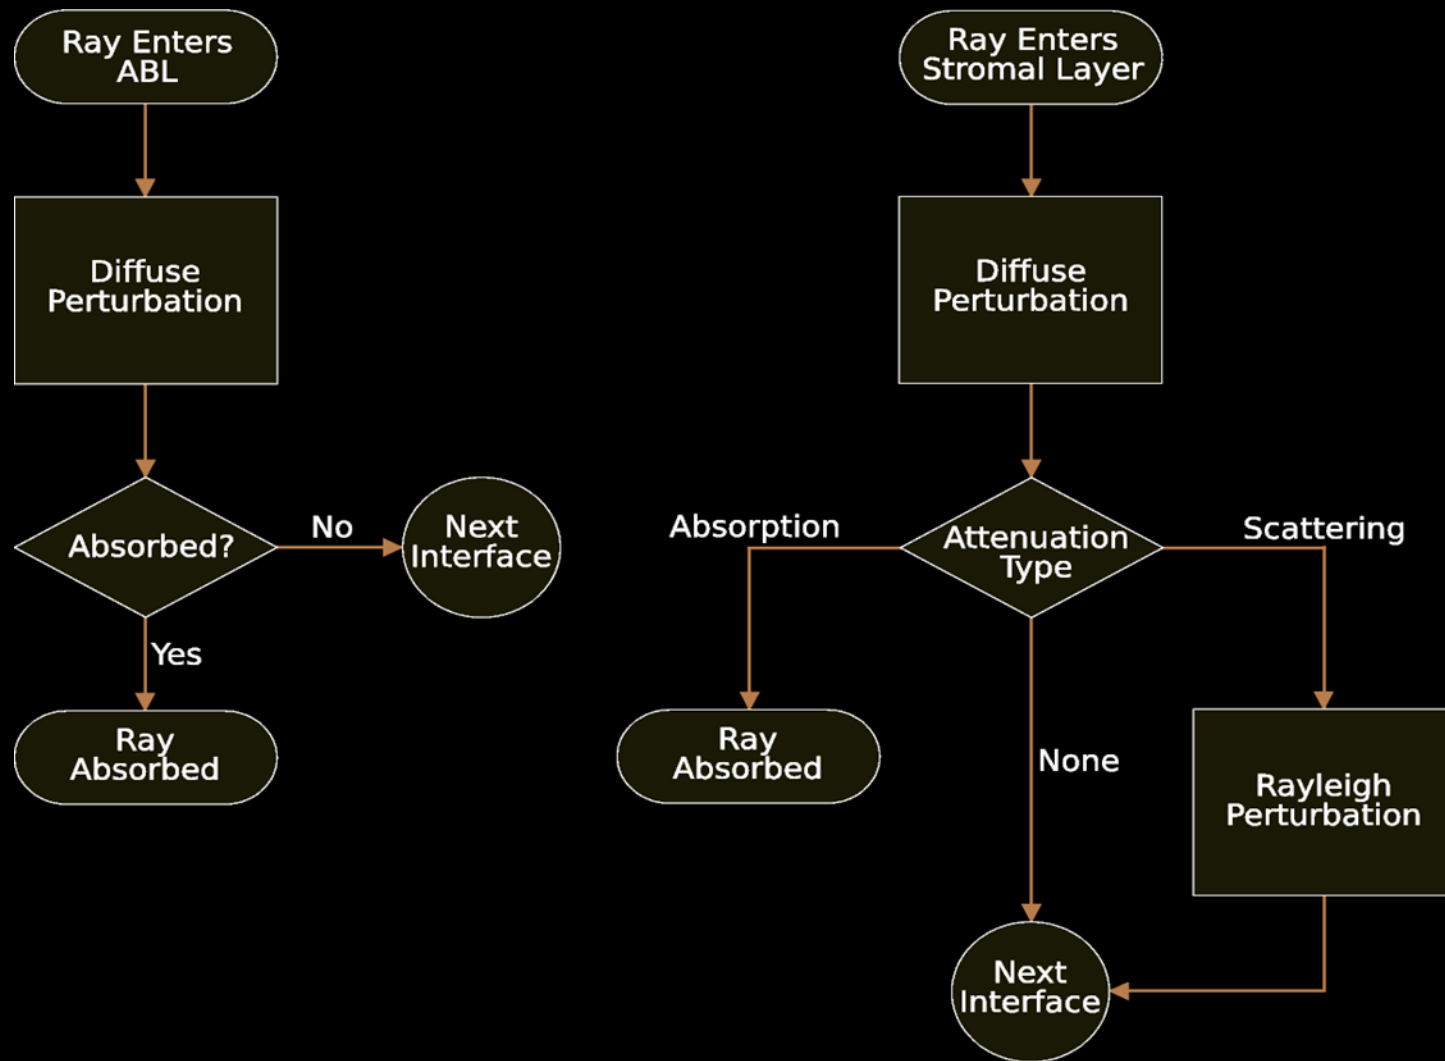 Ray Enters
ABL
Diffuse
Perturbation
Absorbed?
No
Next
Interface
Yes
Ray
Absorbed
Ray Enters
Stromal Layer
Diffuse
Perturbation
Attenuation
Type
Absorption
Scattering
Ray
Absorbed
None
Rayleigh
Perturbation
Next
Interface